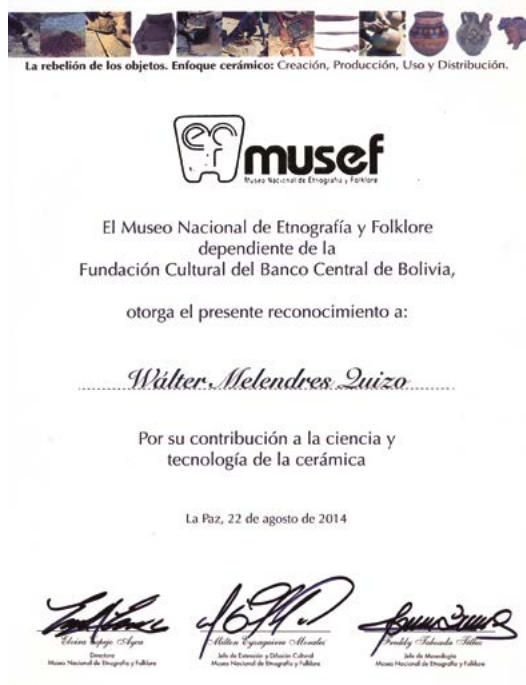 La rebelión de los objetos. Enfoque cerámico: Creación, Producción, Uso y Distribución.
musef
Museo Nacional de Etnografía y Folklore
El Museo Nacional de Etnografía y Folklore
dependiente de la
Fundación Cultural del Banco Central de Bolivia,
otorga el presente reconocimiento a:
Wálter Melendres Quizo
Por su contribución a la ciencia y
tecnología de la cerámica
La Paz, 22 de agosto de 2014
Elvira Espejo Ayca
Directora
Museo Nacional de Etnografía y Folklore
Milton Eyzaguirre Morales
Jefe de Extensión y Difusión Cultural
Museo Nacional de Etnografía y Folklore
Freddy Taboada Téllez
Jefe de Museología
Museo Nacional de Etnografía y Folklore